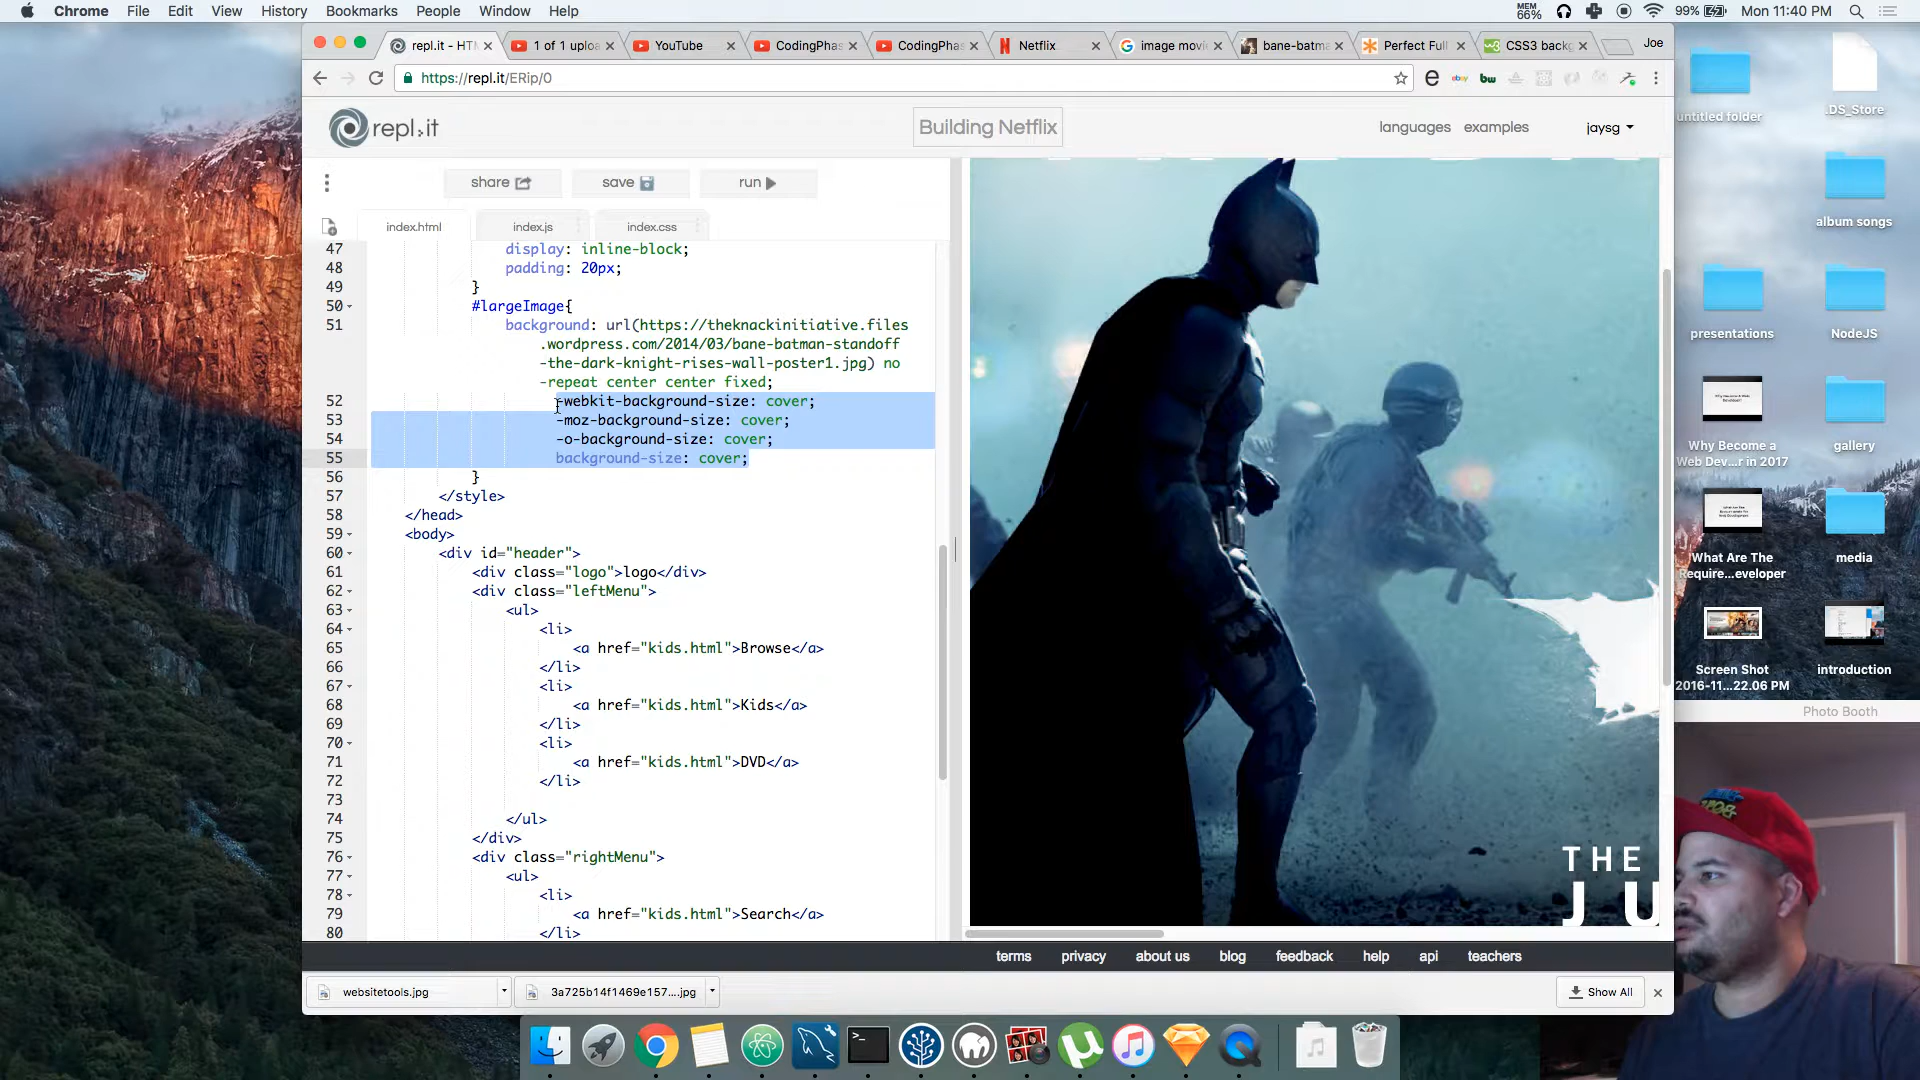 Chrome File Edit View History Bookmarks People Window Help MEM 66% 99% Mon 11:40 PM
repl.it - HTM 1 of 1 uploa YouTube CodingPhas CodingPhas Netflix image movi bane-batma Perfect Full CSS3 backg Joe
https://repl.it/ERip/0 ebay bw
repl.it Building Netflix languages examples jaysg
share save run
index.html index.js index.css
47 display: inline-block;
48 padding: 20px;
49 }
50 #largeImage{
51 background: url(https://theknackinitiative.files
.wordpress.com/2014/03/bane-batman-standoff
-the-dark-knight-rises-wall-poster1.jpg) no
-repeat center center fixed;
52 -webkit-background-size: cover;
53 -moz-background-size: cover;
54 -o-background-size: cover;
55 background-size: cover;
56 }
57 </style>
58 </head>
59 <body>
60 <div id="header">
61 <div class="logo">logo</div>
62 <div class="leftMenu">
63 <ul>
64 <li>
65 <a href="kids.html">Browse</a>
66 </li>
67 <li>
68 <a href="kids.html">Kids</a>
69 </li>
70 <li>
71 <a href="kids.html">DVD</a>
72 </li>
73
74 </ul>
75 </div>
76 <div class="rightMenu">
77 <ul>
78 <li>
79 <a href="kids.html">Search</a>
80 </li>
THE
JU
terms privacy about us blog feedback help api teachers
websitetools.jpg 3a725b14f1469e157....jpg Show All
untitled folder .DS_Store
album songs
presentations NodeJS
Why Become a
Web Dev...r in 2017
gallery
What Are The
Require...eveloper
media
Screen Shot
2016-11...22.06 PM
introduction
Photo Booth